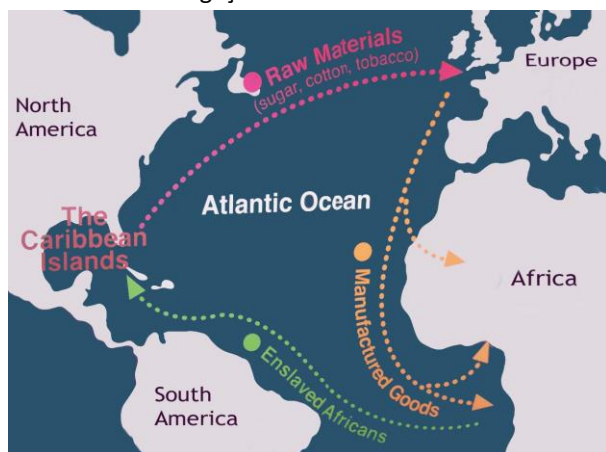 Raw Materials
(sugar, cotton, tobacco)
Europe
North
America
Atlantic Ocean
The
Caribbean
Islands
Africa
Manufactured Goods
Enslaved Africans
South
America